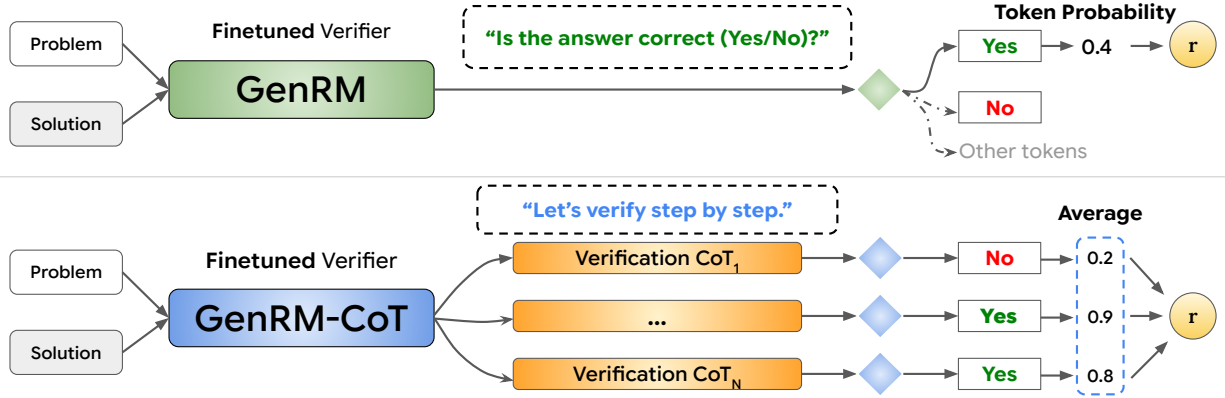 Problem
Solution
Finetuned Verifier
GenRM
“Is the answer correct (Yes/No)?”
Token Probability
Yes
0.4
r
No
Other tokens
Problem
Solution
Finetuned Verifier
GenRM-CoT
“Let’s verify step by step.”
Average
Verification CoT1
No
0.2
...
Yes
0.9
r
Verification CoTN
Yes
0.8